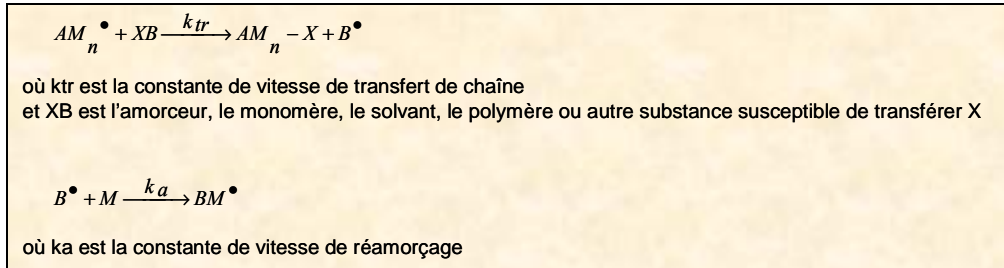 AMn• + XB —ktr→ AMn − X + B•
où ktr est la constante de vitesse de transfert de chaîne
et XB est l'amorceur, le monomère, le solvant, le polymère ou autre substance susceptible de transférer X
B• + M —ka→ BM•
où ka est la constante de vitesse de réamorçage